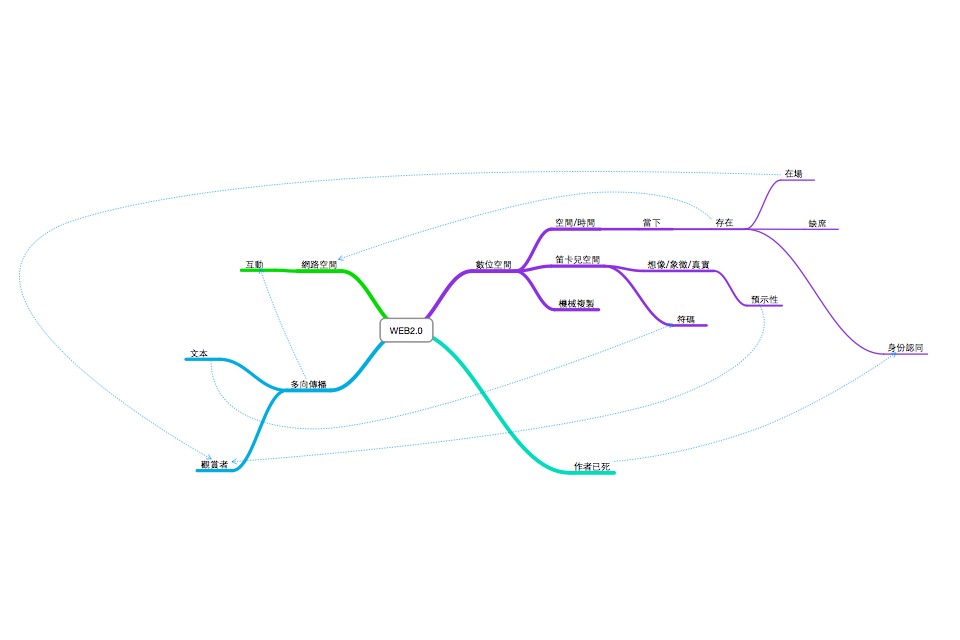 在場
空間/時間
當下
存在
缺席
互動
網路空間
數位空間
笛卡兒空間
想像/象徵/真實
機械複製
預示性
符碼
WEB2.0
身份認同
文本
多向傳播
觀賞者
作者已死